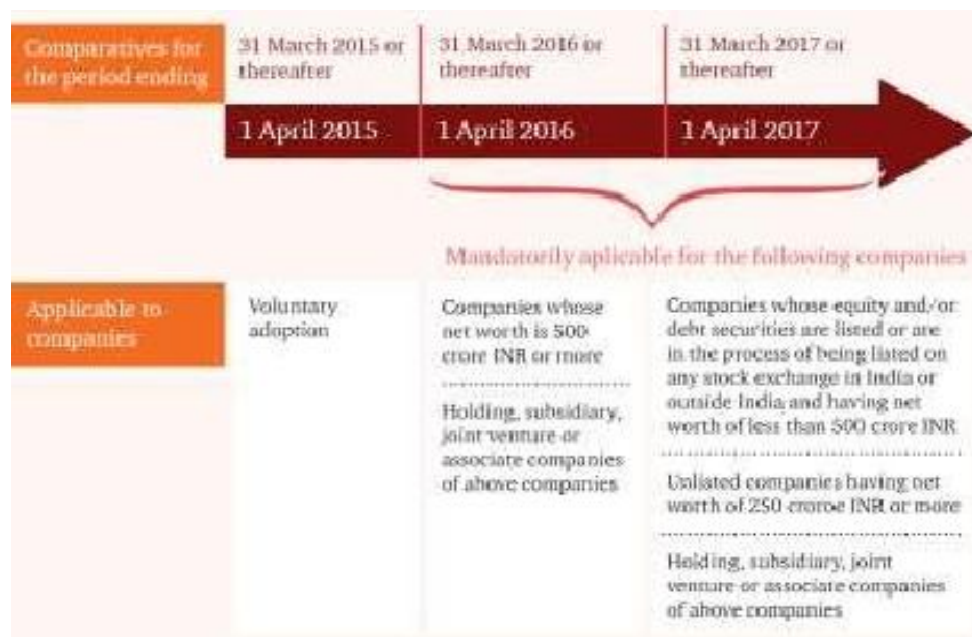 Comparatives for
the period ending
31 March 2015 or
thereafter
31 March 2016 or
thereafter
31 March 2017 or
thereafter
1 April 2015
1 April 2016
1 April 2017
Mandatorily aplicable for the following companies
Applicable to
companies
Voluntary
adoption
Companies whose
net worth is 500
crore INR or more
Holding, subsidiary,
joint venture or
associate companies
of above companies
Companies whose equity and/or
debt securities are listed or are
in the process of being listed on
any stock exchange in India or
outside India and having net
worth of less than 500 crore INR
Unlisted companies having net
worth of 250 croroe INR or more
Holding, subsidiary, joint
venture or associate companies
of above companies